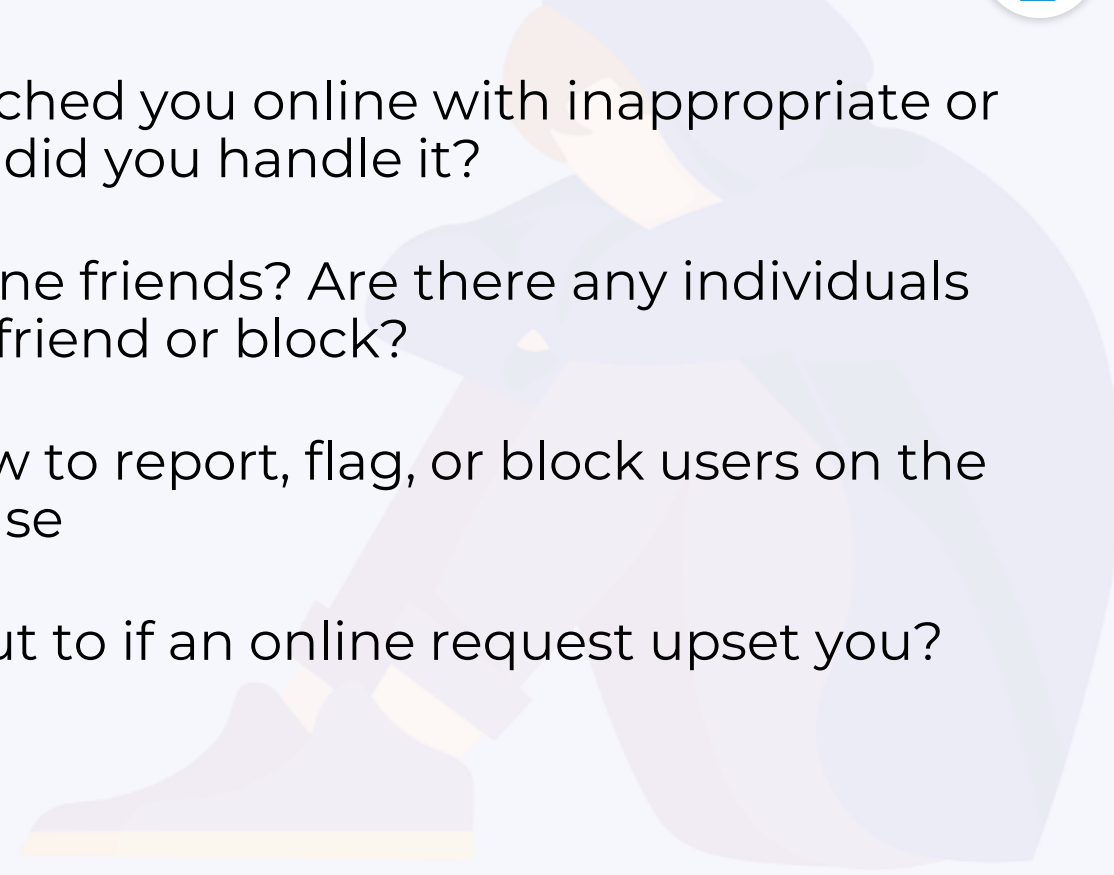 ched you online with inappropriate or
did you handle it?
ne friends? Are there any individuals
friend or block?
w to report, flag, or block users on the
se
ut to if an online request upset you?